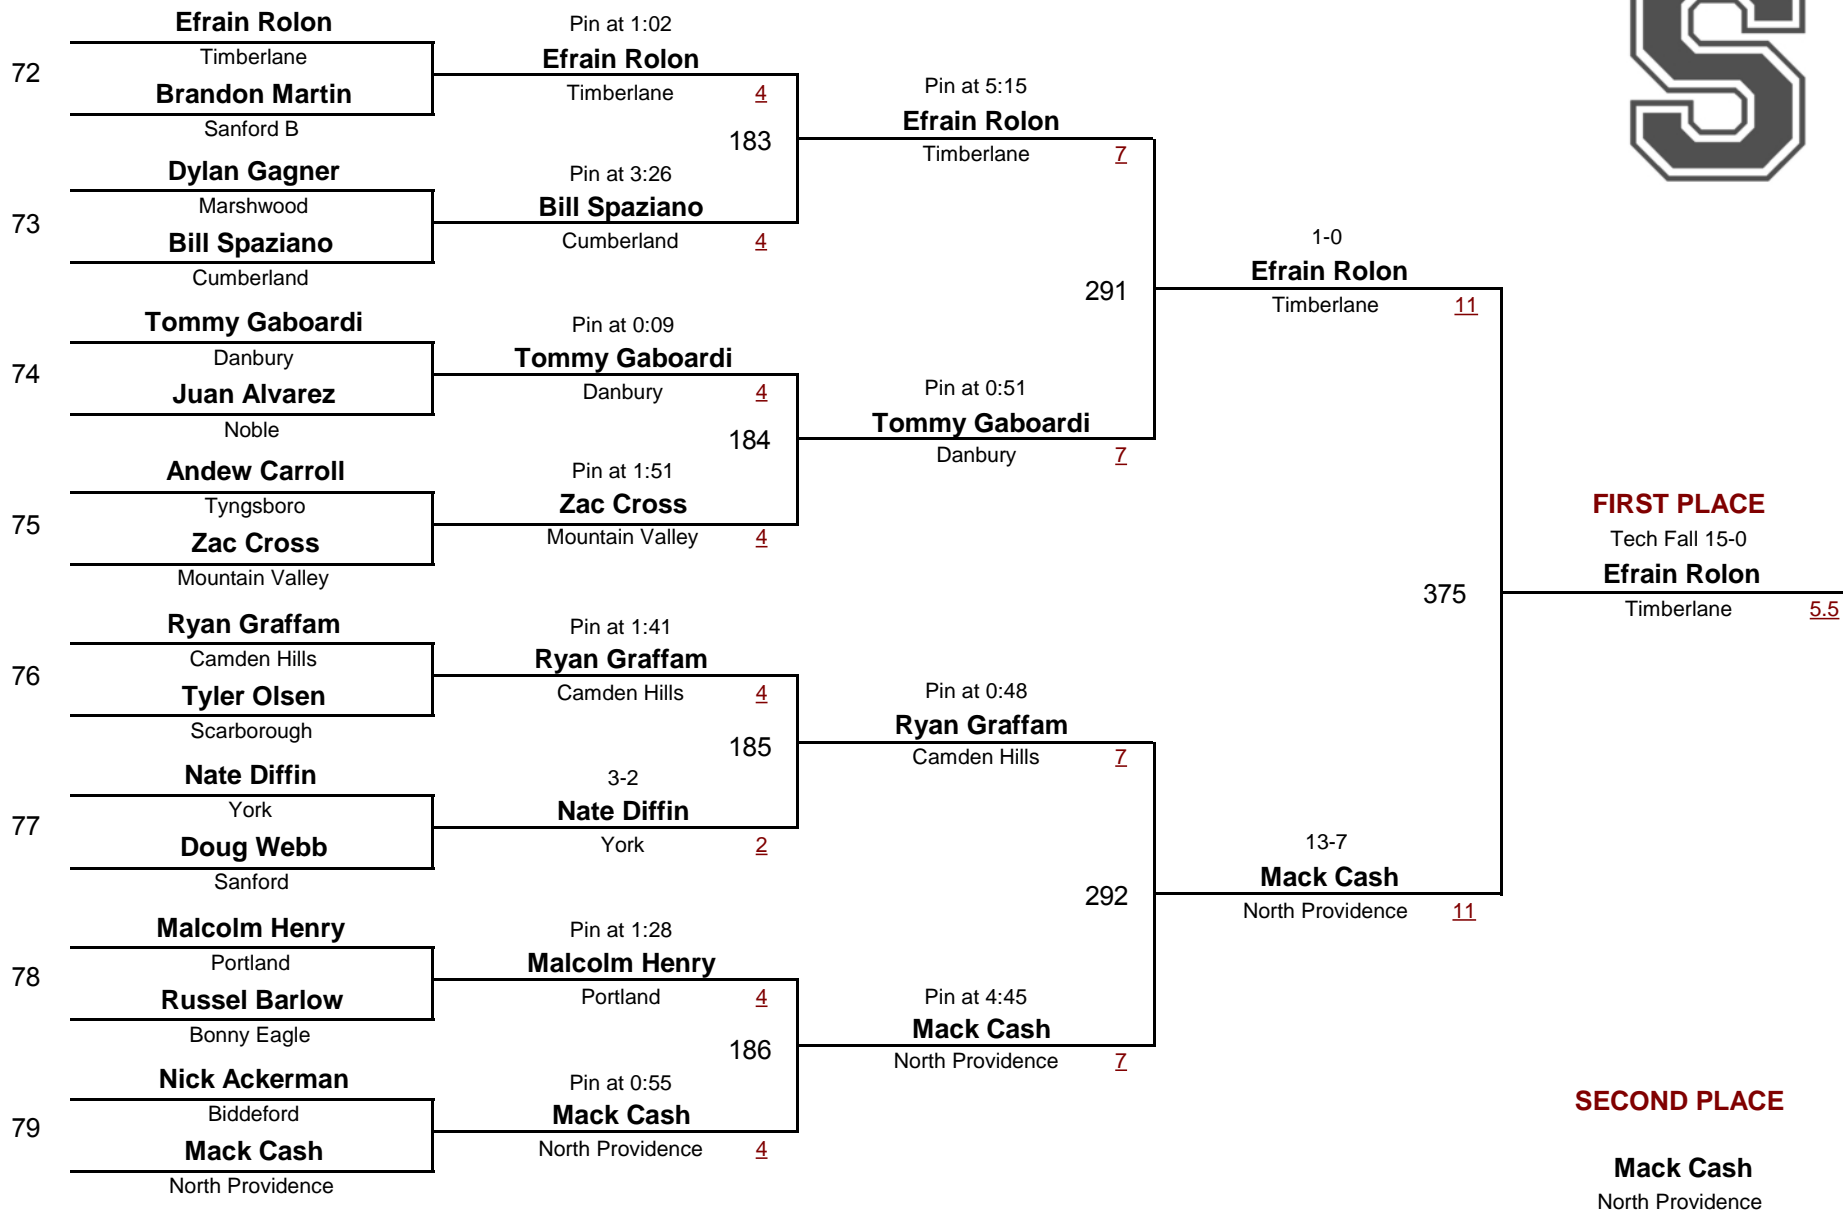 Efrain Rolon
Timberlane
72
Brandon Martin
Sanford B
Dylan Gagner
Marshwood
73
Bill Spaziano
Cumberland
Tommy Gaboardi
Danbury
74
Juan Alvarez
Noble
Andew Carroll
Tyngsboro
75
Zac Cross
Mountain Valley
Ryan Graffam
Camden Hills
76
Tyler Olsen
Scarborough
Nate Diffin
York
77
Doug Webb
Sanford
Malcolm Henry
Portland
78
Russel Barlow
Bonny Eagle
Nick Ackerman
Biddeford
79
Mack Cash
North Providence
Pin at 1:02
Efrain Rolon
Timberlane 4
183
Pin at 3:26
Bill Spaziano
Cumberland 4
Pin at 0:09
Tommy Gaboardi
Danbury 4
184
Pin at 1:51
Zac Cross
Mountain Valley 4
Pin at 1:41
Ryan Graffam
Camden Hills 4
185
3-2
Nate Diffin
York 2
Pin at 1:28
Malcolm Henry
Portland 4
186
Pin at 0:55
Mack Cash
North Providence 4
Pin at 5:15
Efrain Rolon
Timberlane 7
291
Pin at 0:51
Tommy Gaboardi
Danbury 7
Pin at 0:48
Ryan Graffam
Camden Hills 7
292
Pin at 4:45
Mack Cash
North Providence 7
1-0
Efrain Rolon
Timberlane 11
375
13-7
Mack Cash
North Providence 11
S
FIRST PLACE
Tech Fall 15-0
Efrain Rolon
Timberlane 5.5
SECOND PLACE
Mack Cash
North Providence